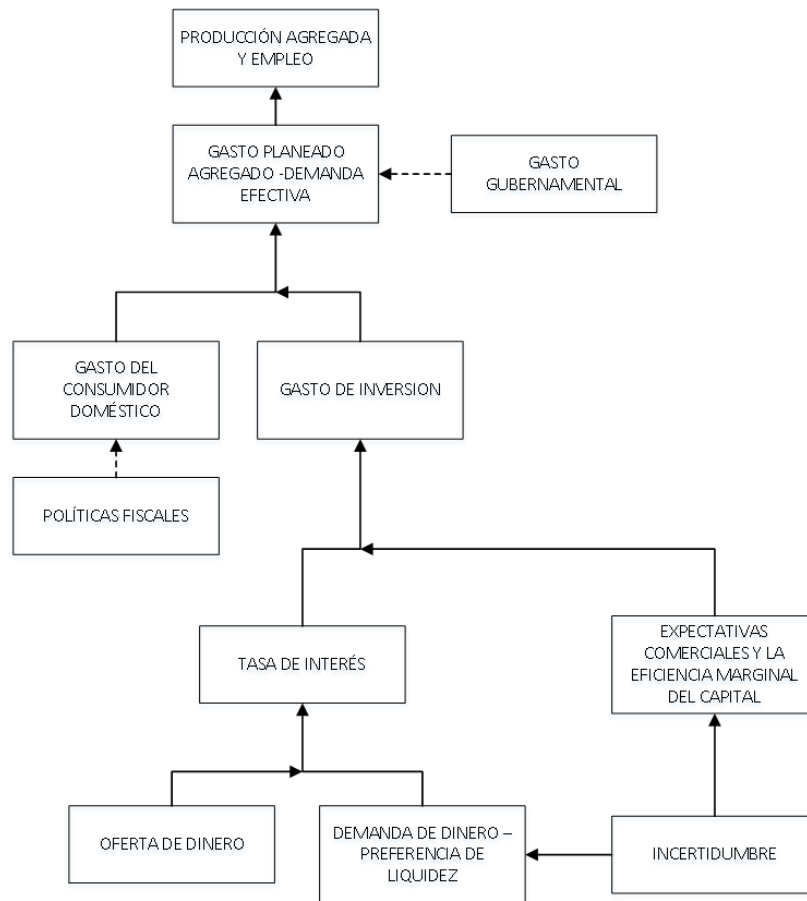 PRODUCCIÓN AGREGADA
Y EMPLEO
GASTO PLANEADO
AGREGADO -DEMANDA
EFECTIVA
GASTO
GUBERNAMENTAL
GASTO DEL
CONSUMIDOR
DOMÉSTICO
GASTO DE INVERSION
POLÍTICAS FISCALES
TASA DE INTERÉS
EXPECTATIVAS
COMERCIALES Y LA
EFICIENCIA MARGINAL
DEL CAPITAL
OFERTA DE DINERO
DEMANDA DE DINERO –
PREFERENCIA DE
LIQUIDEZ
INCERTIDUMBRE